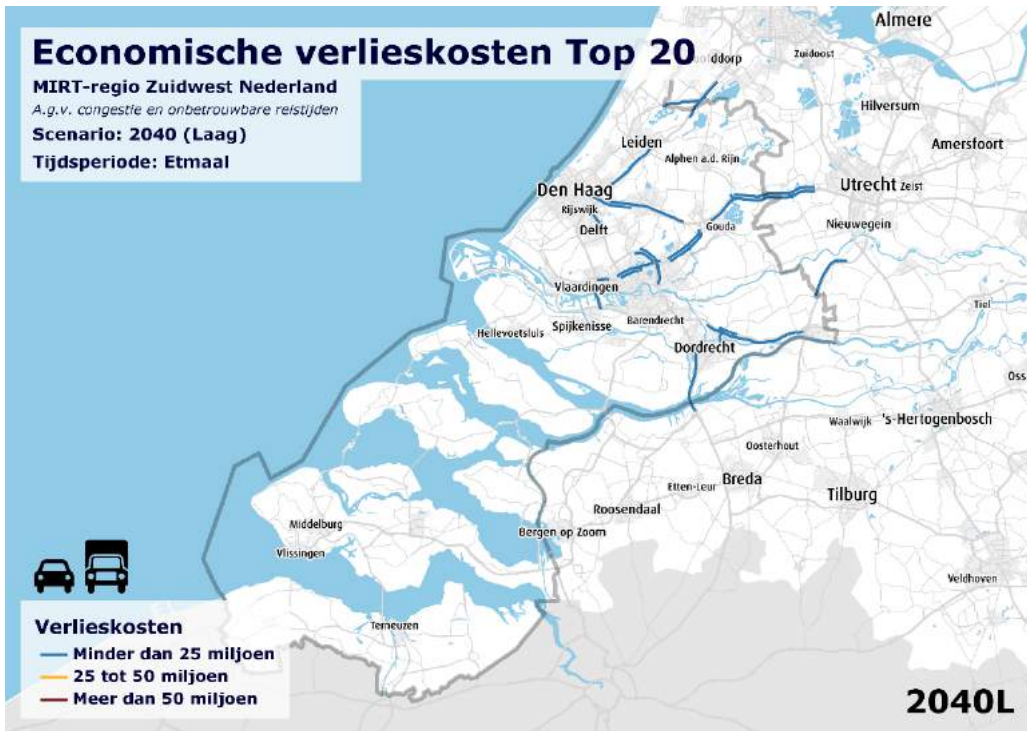 Economische verlieskosten Top 20
MIRT-regio Zuidwest Nederland
A.g.v. congestie en onbetrouwbare reistijden
Scenario: 2040 (Laag)
Tijdsperiode: Etmaal
Almere
Zuidoost
Hilversum
Amersfoort
Leiden
Alphen a.d. Rijn
Den Haag
Utrecht
Zeist
Rijswijk
Delft
Gouda
Nieuwegein
Vlaardingen
Tiel
Barendrecht
Spijkenisse
Hellevoetsluis
Dordrecht
Oss
Waalwijk
's-Hertogenbosch
Oosterhout
Breda
Etten-Leur
Tilburg
Roosendaal
Middelburg
Bergen op Zoom
Vlissingen
Veldhoven
Terneuzen
Verlieskosten
Minder dan 25 miljoen
25 tot 50 miljoen
Meer dan 50 miljoen
2040L